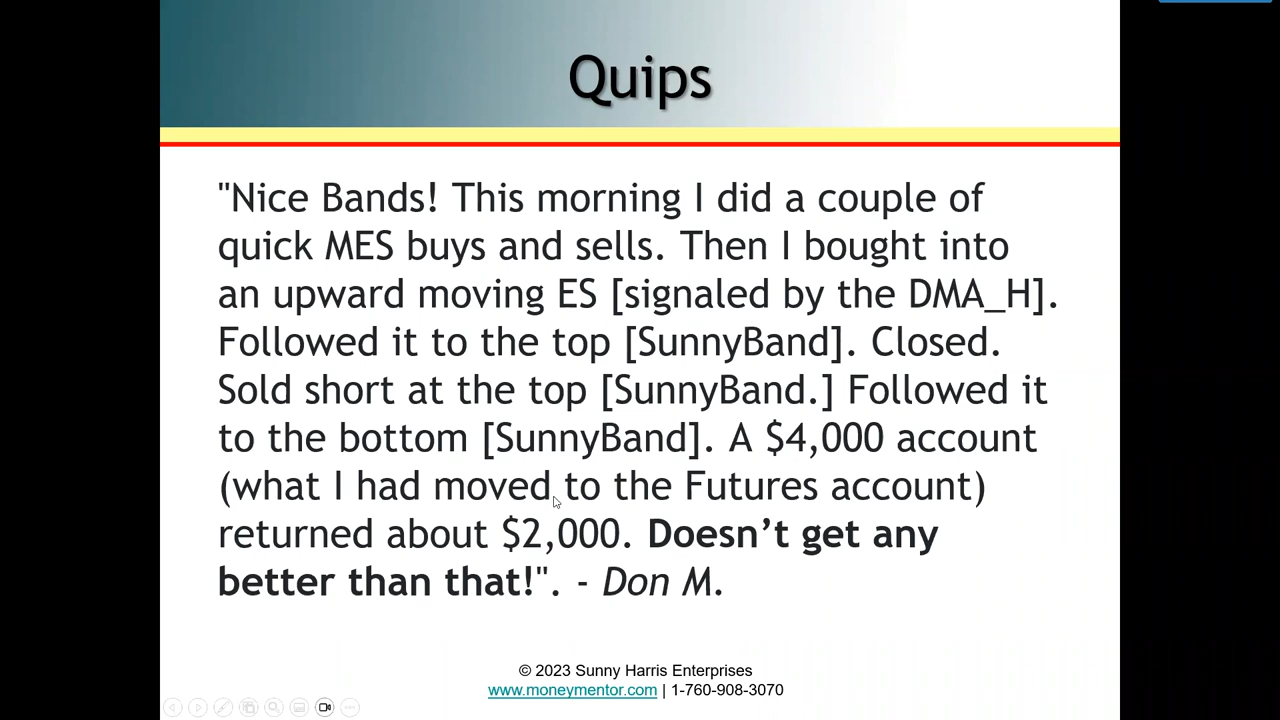 Quips
"Nice Bands! This morning I did a couple of
quick MES buys and sells. Then I bought into
an upward moving ES [signaled by the DMA_H].
Followed it to the top [SunnyBand]. Closed.
Sold short at the top [SunnyBand.] Followed it
to the bottom [SunnyBand]. A $4,000 account
(what I had moved to the Futures account)
returned about $2,000. Doesn’t get any
better than that!". - Don M.
© 2023 Sunny Harris Enterprises
www.moneymentor.com | 1-760-908-3070